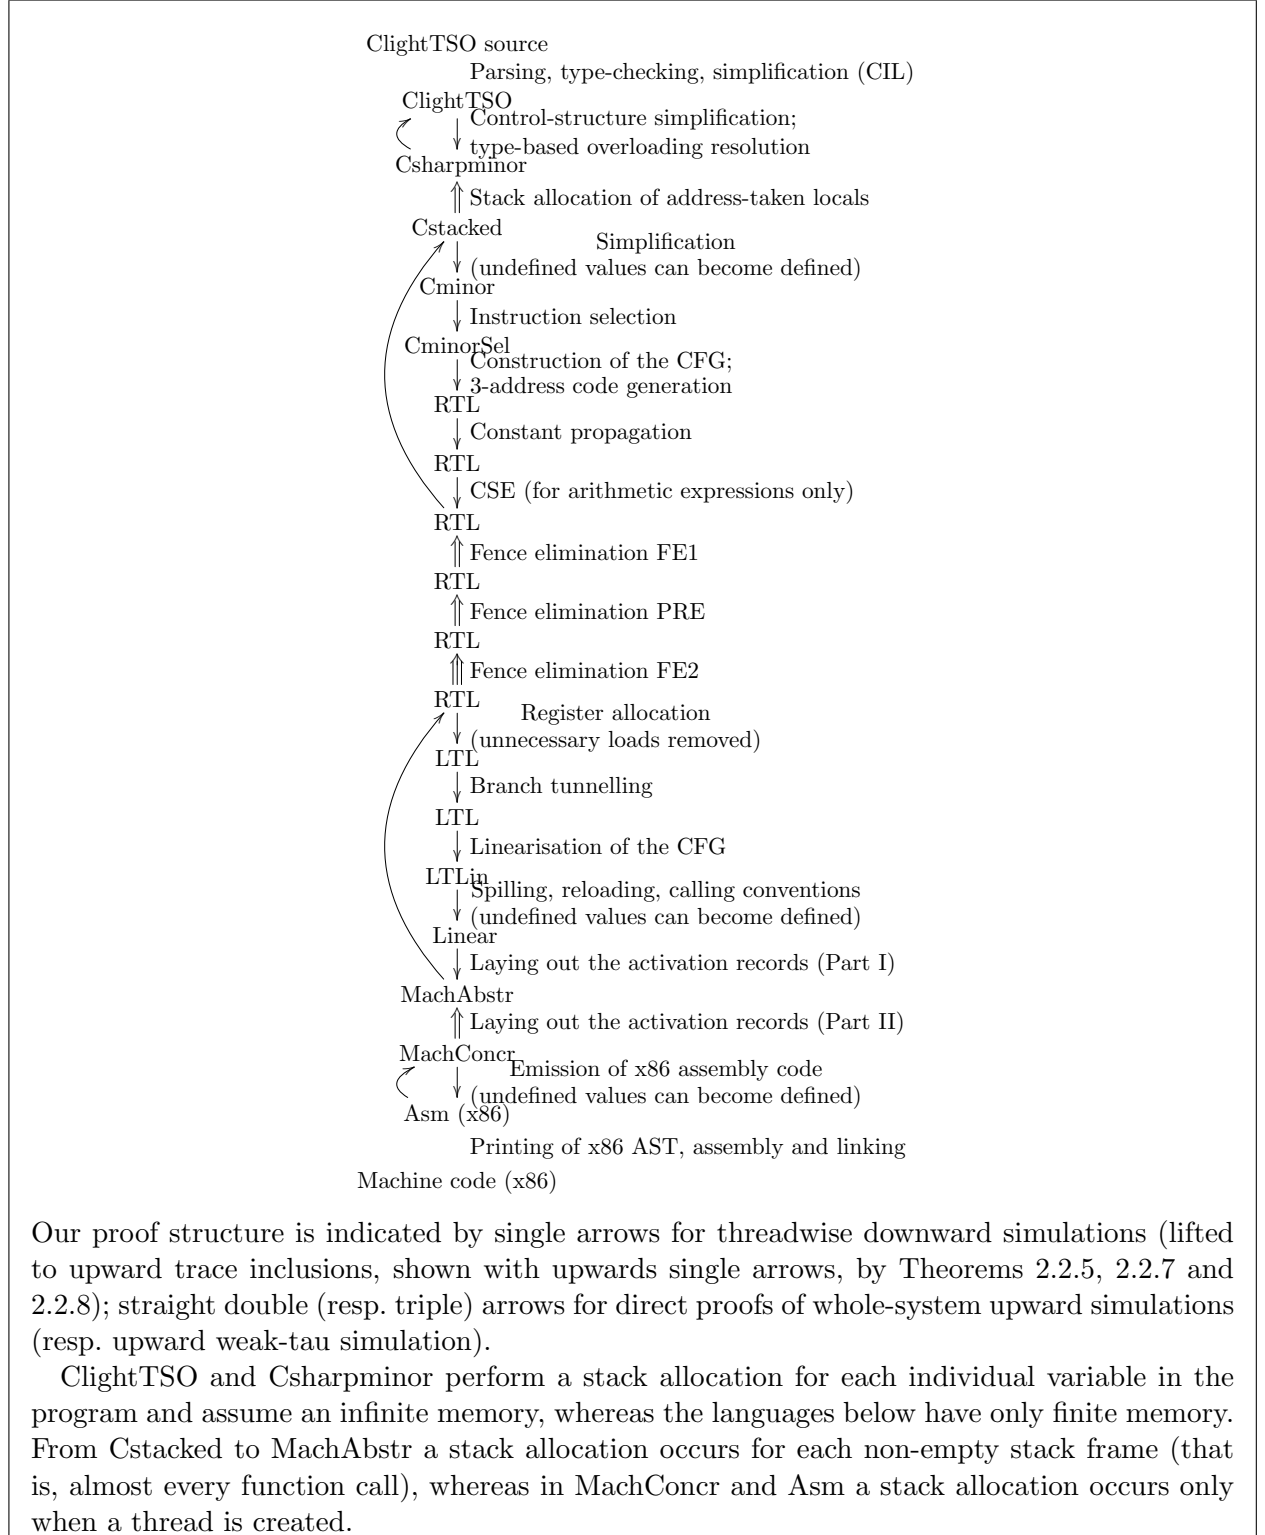 ClightTSO source
Parsing, type-checking, simplification (CIL)
ClightTSO
Control-structure simplification;
type-based overloading resolution
Csharpminor
Stack allocation of address-taken locals
Cstacked
Simplification
(undefined values can become defined)
Cminor
Instruction selection
CminorSel
Construction of the CFG;
3-address code generation
RTL
Constant propagation
RTL
CSE (for arithmetic expressions only)
RTL
Fence elimination FE1
RTL
Fence elimination PRE
RTL
Fence elimination FE2
RTL
Register allocation
(unnecessary loads removed)
LTL
Branch tunnelling
LTL
Linearisation of the CFG
LTLin
Spilling, reloading, calling conventions
(undefined values can become defined)
Linear
Laying out the activation records (Part I)
MachAbstr
Laying out the activation records (Part II)
MachConcr
Emission of x86 assembly code
(undefined values can become defined)
Asm (x86)
Printing of x86 AST, assembly and linking
Machine code (x86)
Our proof structure is indicated by single arrows for threadwise downward simulations (lifted
to upward trace inclusions, shown with upwards single arrows, by Theorems 2.2.5, 2.2.7 and
2.2.8); straight double (resp. triple) arrows for direct proofs of whole-system upward simulations
(resp. upward weak-tau simulation).
ClightTSO and Csharpminor perform a stack allocation for each individual variable in the
program and assume an infinite memory, whereas the languages below have only finite memory.
From Cstacked to MachAbstr a stack allocation occurs for each non-empty stack frame (that
is, almost every function call), whereas in MachConcr and Asm a stack allocation occurs only
when a thread is created.